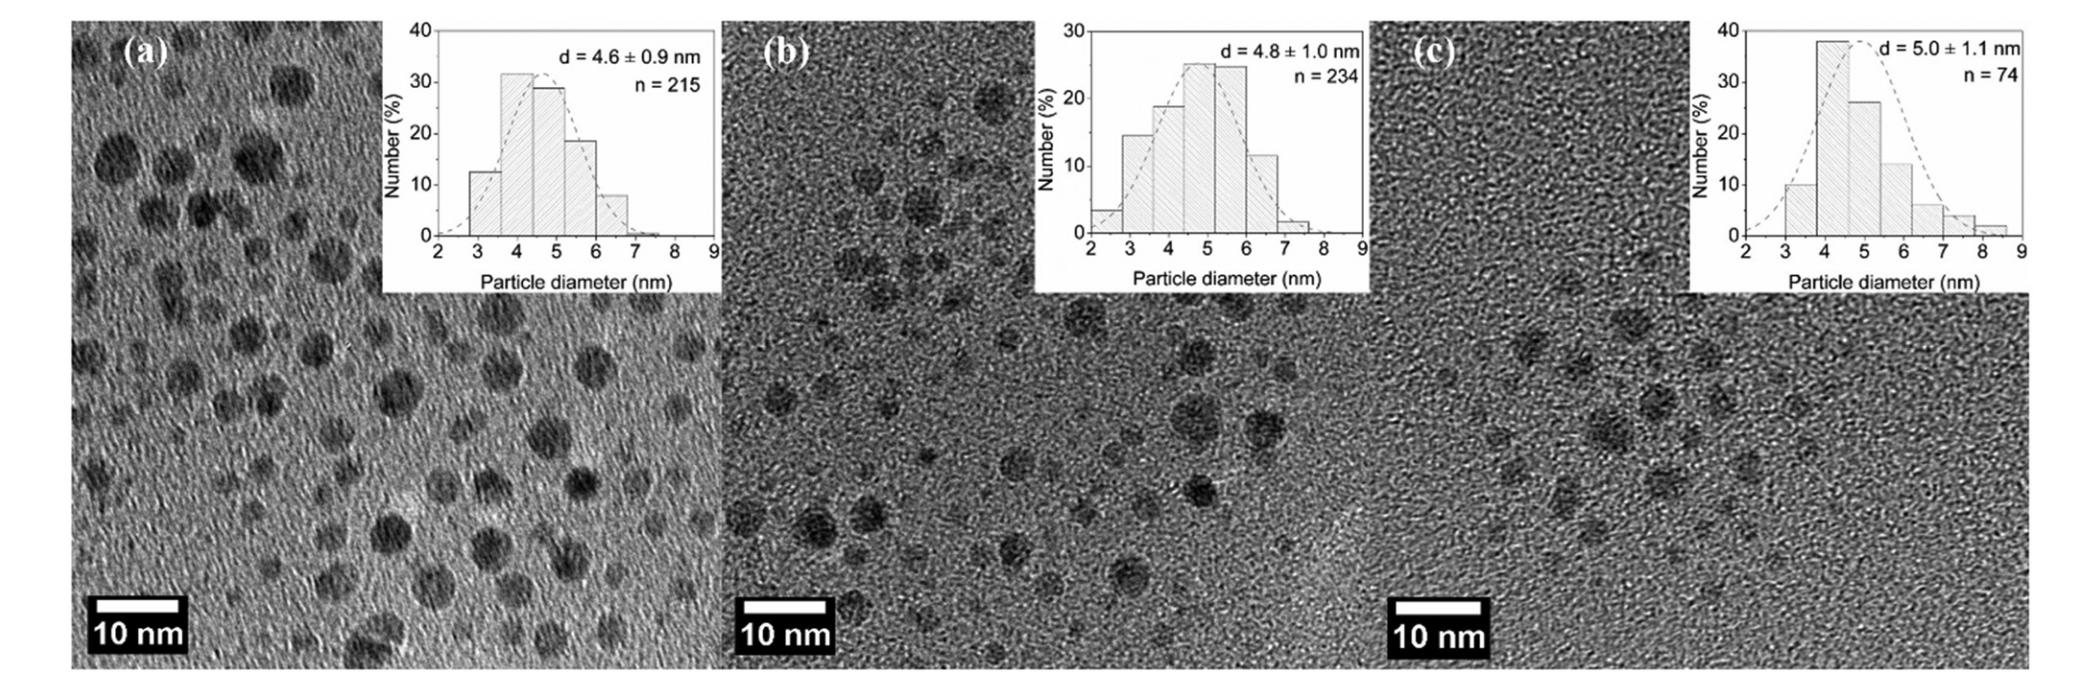 (a)
40
30
20
10
0
Number (%)
d = 4.6 ± 0.9 nm
n = 215
2 3 4 5 6 7 8 9
Particle diameter (nm)
10 nm
(b)
30
20
10
0
Number (%)
d = 4.8 ± 1.0 nm
n = 234
2 3 4 5 6 7 8 9
Particle diameter (nm)
10 nm
(c)
40
30
20
10
0
Number (%)
d = 5.0 ± 1.1 nm
n = 74
2 3 4 5 6 7 8 9
Particle diameter (nm)
10 nm